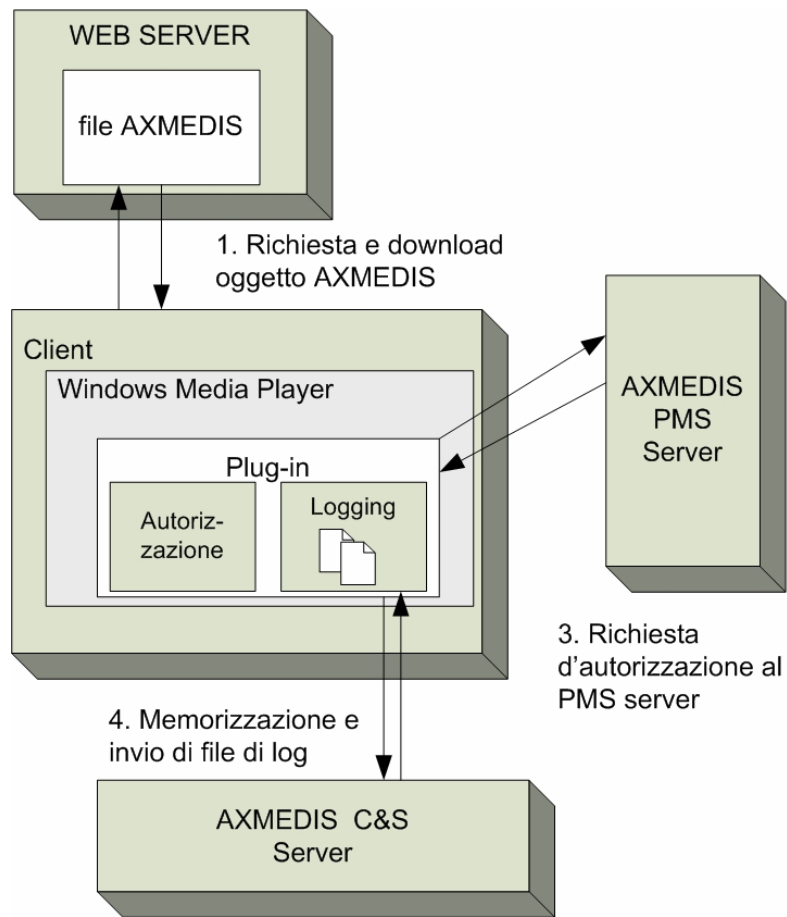 WEB SERVER
file AXMEDIS
1. Richiesta e download
oggetto AXMEDIS
Client
Windows Media Player
Plug-in
Autoriz-
zazione
Logging
AXMEDIS
PMS
Server
3. Richiesta
d'autorizzazione al
PMS server
4. Memorizzazione e
invio di file di log
AXMEDIS C&S
Server